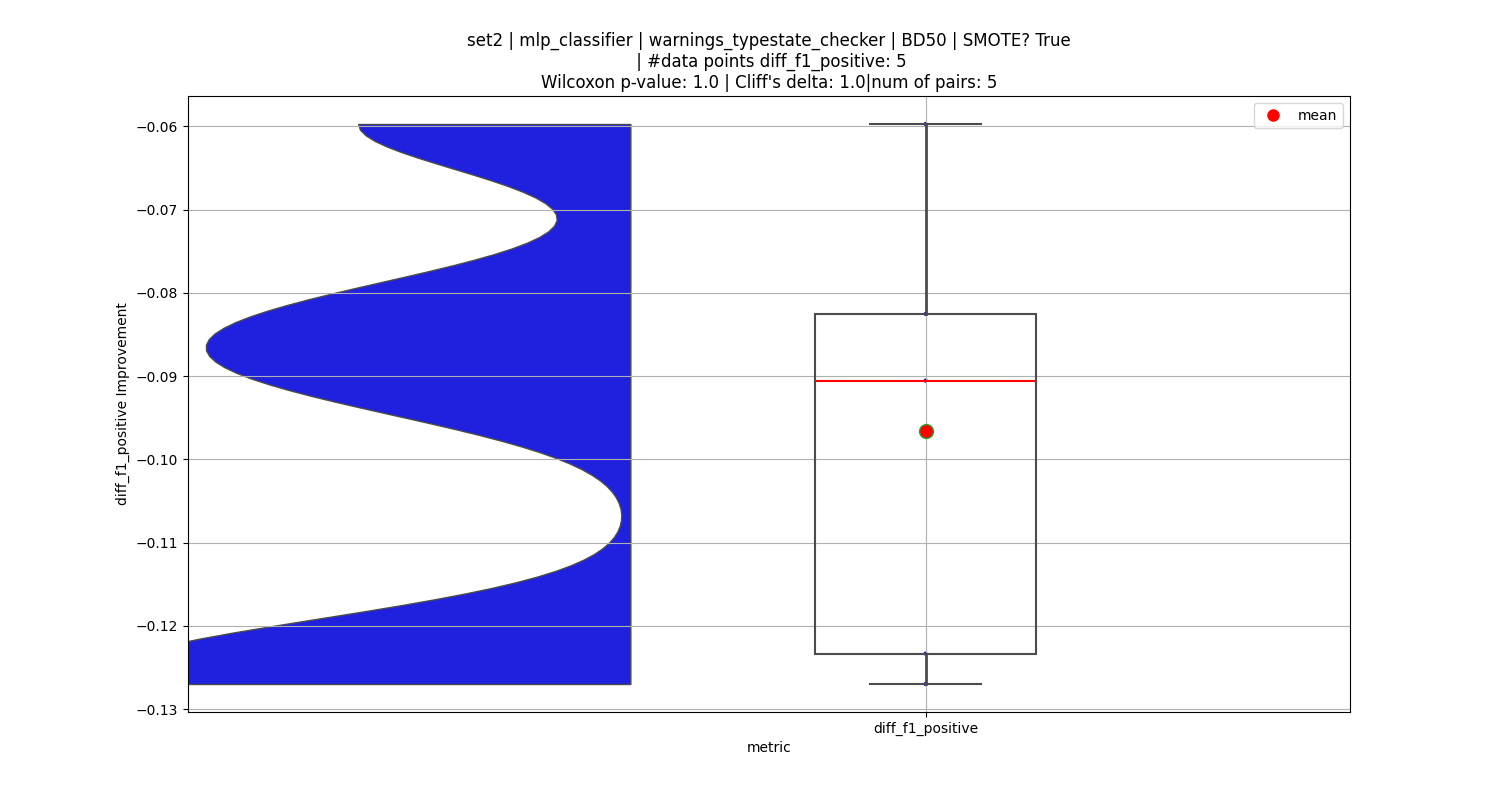 set2 | mlp_classifier | warnings_typestate_checker | BD50 | SMOTE? True
| #data points diff_f1_positive: 5
Wilcoxon p-value: 1.0 | Cliff's delta: 1.0|num of pairs: 5
mean
−0.06
−0.07
−0.08
−0.09
−0.10
−0.11
−0.12
−0.13
diff_f1_positive Improvement
diff_f1_positive
metric